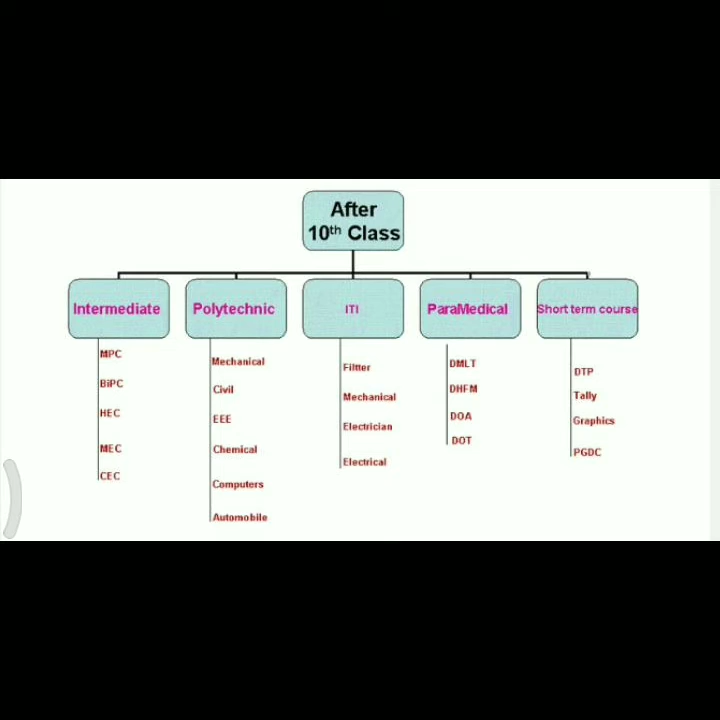 After
10th Class
Intermediate
Polytechnic
ITI
ParaMedical
Short term course
MPC
BiPC
HEC
MEC
CEC
Mechanical
Civil
EEE
Chemical
Computers
Automobile
Filtter
Mechanical
Electrician
Electrical
DMLT
DHFM
DOA
DOT
DTP
Tally
Graphics
PGDC